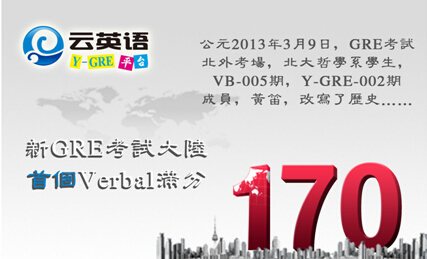 云英语
Y-GRE 平台
公元2013年3月9日，GRE考試
北外考場，北大哲學系學生，
VB-005期，Y-GRE-002期
成員，黃笛，改寫了歷史……
新GRE考試大陸
首個Verbal滿分
170